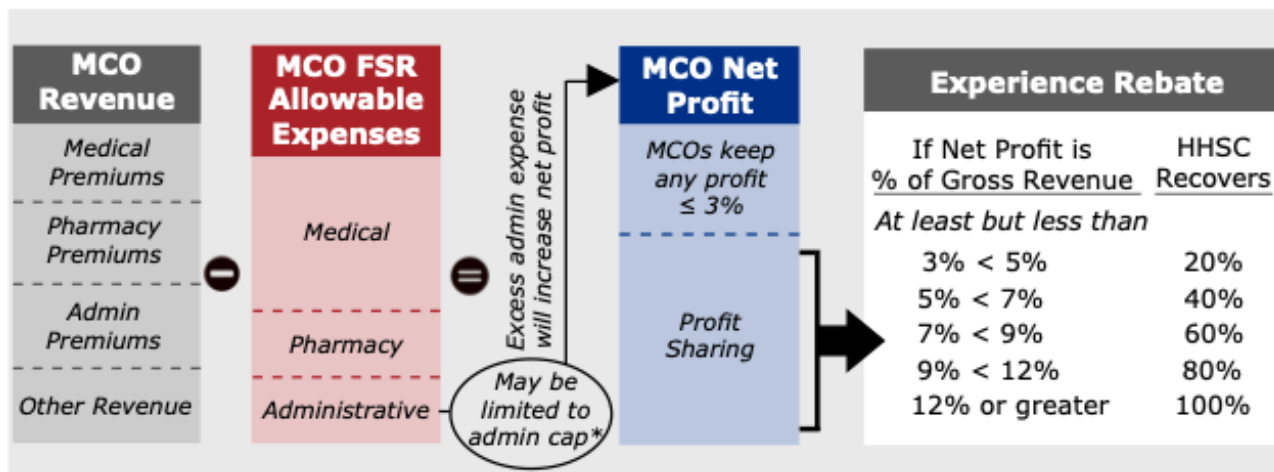 MCO
Revenue
Medical
Premiums
Pharmacy
Premiums
Admin
Premiums
Other Revenue
MCO FSR
Allowable
Expenses
Medical
Pharmacy
Administrative
Excess admin expense
will increase net profit
May be
limited to
admin cap*
MCO Net
Profit
MCOs keep
any profit
≤ 3%
Profit
Sharing
Experience Rebate
If Net Profit is
% of Gross Revenue
HHSC
Recovers
At least but less than
3% < 5% 20%
5% < 7% 40%
7% < 9% 60%
9% < 12% 80%
12% or greater 100%